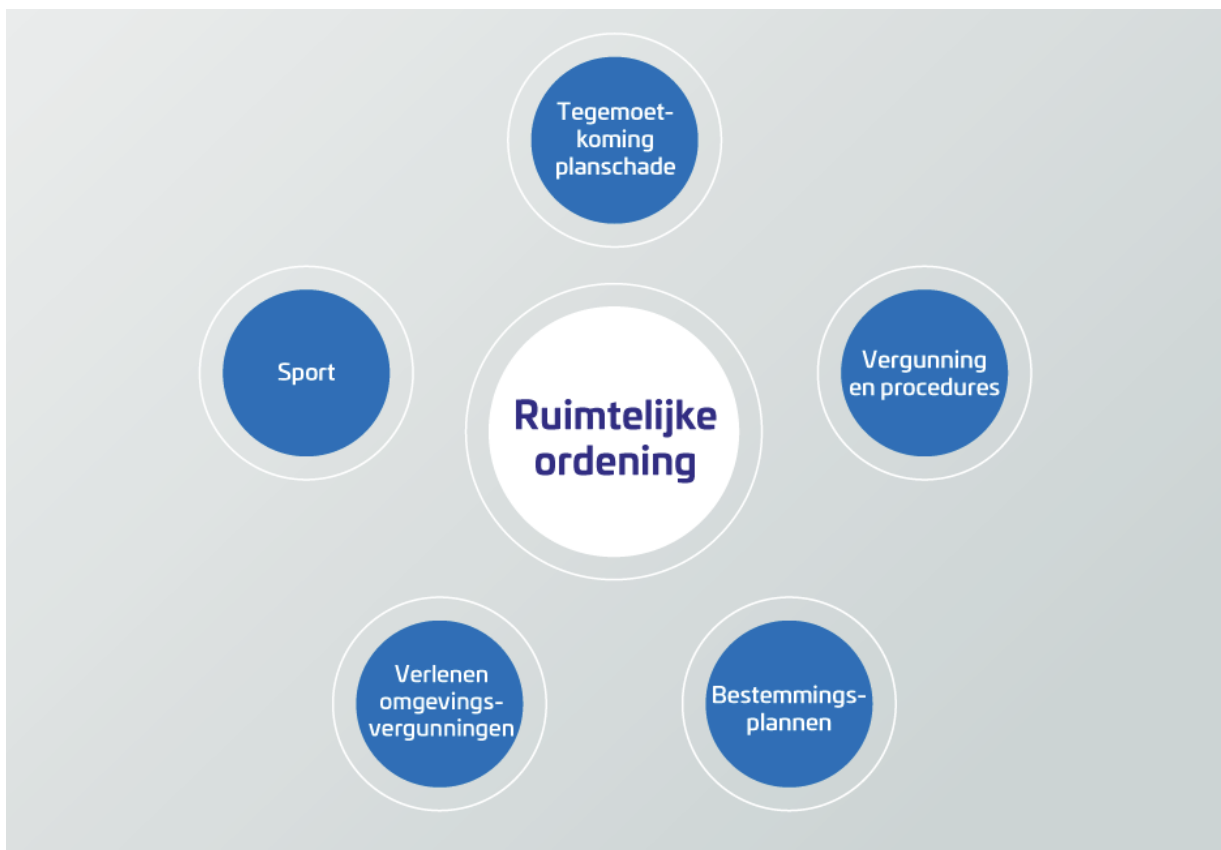 Tegemoet-
koming
planschade
Sport
Vergunning
en procedures
Ruimtelijke
ordening
Verlenen
omgevings-
vergunningen
Bestemmings-
plannen